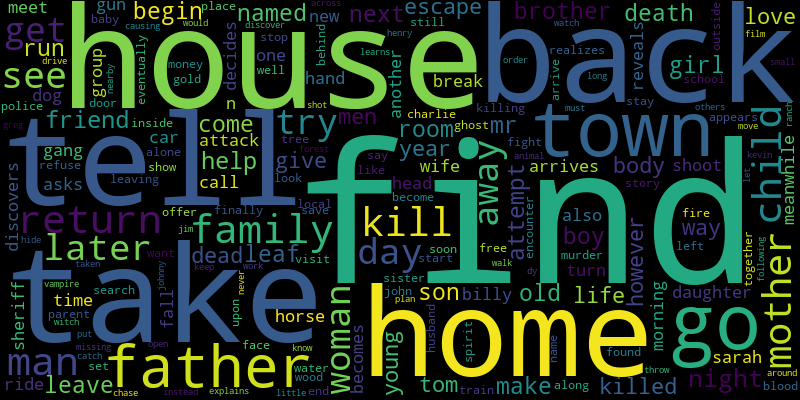 meet
gun
begin
named
next
escape
brother
death
new
place
across
baby
would
discover
police
get
house
back
causing
film
love
run
see
group
money
gold
stop
one
well
decides
behind
henry
watch
order
long
learns
realizes
reveals
girl
outside
small
drive
dog
door
nearby
eventually
hand
another
break
arrive
school
others
must
killing
stay
appears
move
tell
friend
inside
car
n
come
try
men
charlie
ghost
mr
town
child
ranch
greg
gang
alone
show
attack
tree
forest
room
year
fight
animal
kevin
let
refuse
asks
leaving
help
call
look
give
say
like
wife
arrives
body
shoot
story
meanwhile
discovers
return
offer
finally
save
local
head
become
away
find
attempt
encounter
also
boy
turn
murder
fire
way
left
together
following
hide
later
jim
family
kill
want
keep
work
dead
leaf
visit
day
soon
start
free
walk
dy
however
taken
vampire
witch
johnny
never
sister
john
plan
son
billy
old
life
daughter
morning
mother
sheriff
take
time
parent
search
fall
upon
horse
home
go
missing
put
catch
face
know
water
wood
woman
becomes
young
husband
spirit
name
found
throw
sarah
around
man
set
open
father
ride
leave
chase
instead
explains
little
end
tom
train
make
along
killed
night
blood